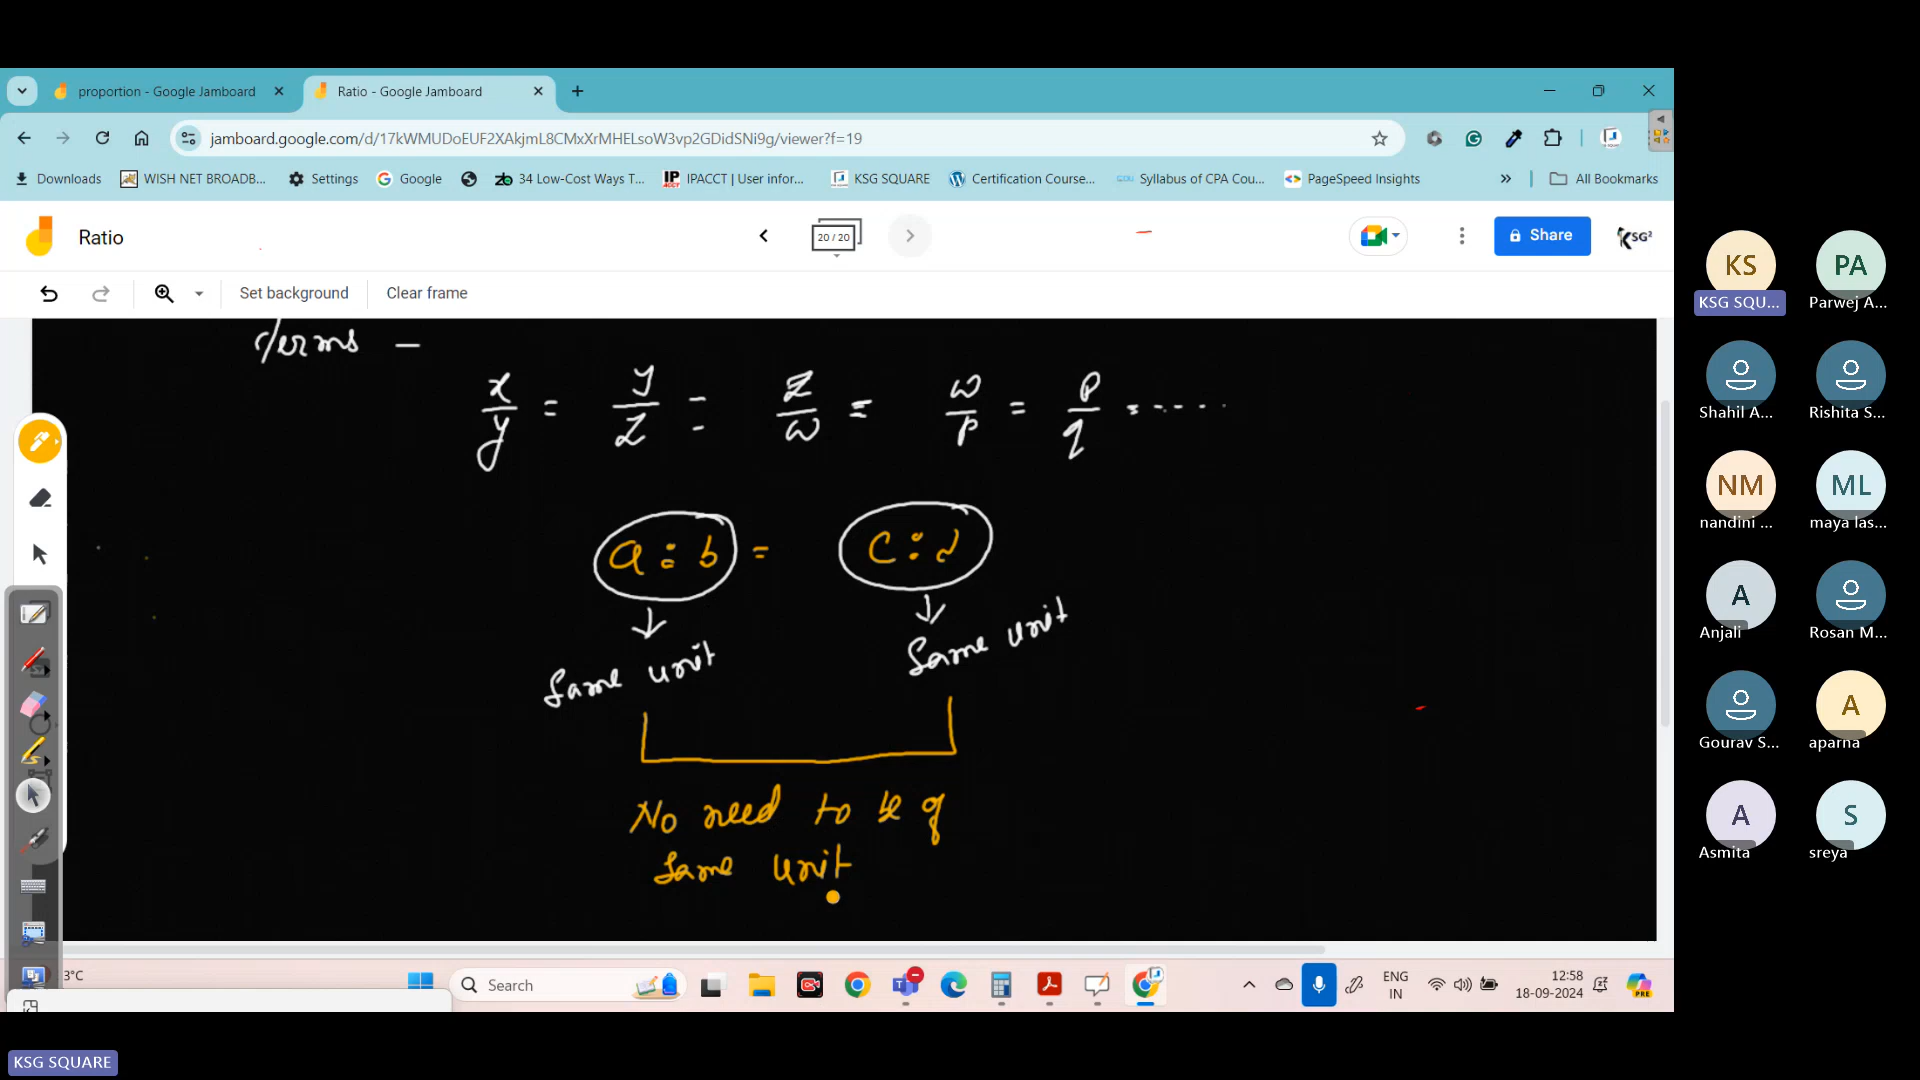 proportion - Google Jamboard
Ratio - Google Jamboard
jamboard.google.com/d/17kWMUDoEUF2XAkjmL8CMxXrMHELsoW3vp2GDidSNi9g/viewer?f=19
Downloads
WISH NET BROADB...
Settings
Google
34 Low-Cost Ways T...
IPACCT | User infor...
KSG SQUARE
Certification Course...
Syllabus of CPA Cou...
PageSpeed Insights
»
All Bookmarks
Ratio
20 / 20
Share
KSG²
Set background
Clear frame
terms —
x/y = y/z = z/w = w/p = p/q = .....
a : b = c : d
Same unit
Same unit
No need to be of
Same unit
KS
KSG SQU...
PA
Parwej A...
Shahil A...
Rishita S...
NM
nandini ...
ML
maya las...
A
Anjali
Rosan M...
Gourav S...
A
aparna
A
Asmita
S
sreya
3°C
Search
ENG
IN
12:58
18-09-2024
PRE
KSG SQUARE